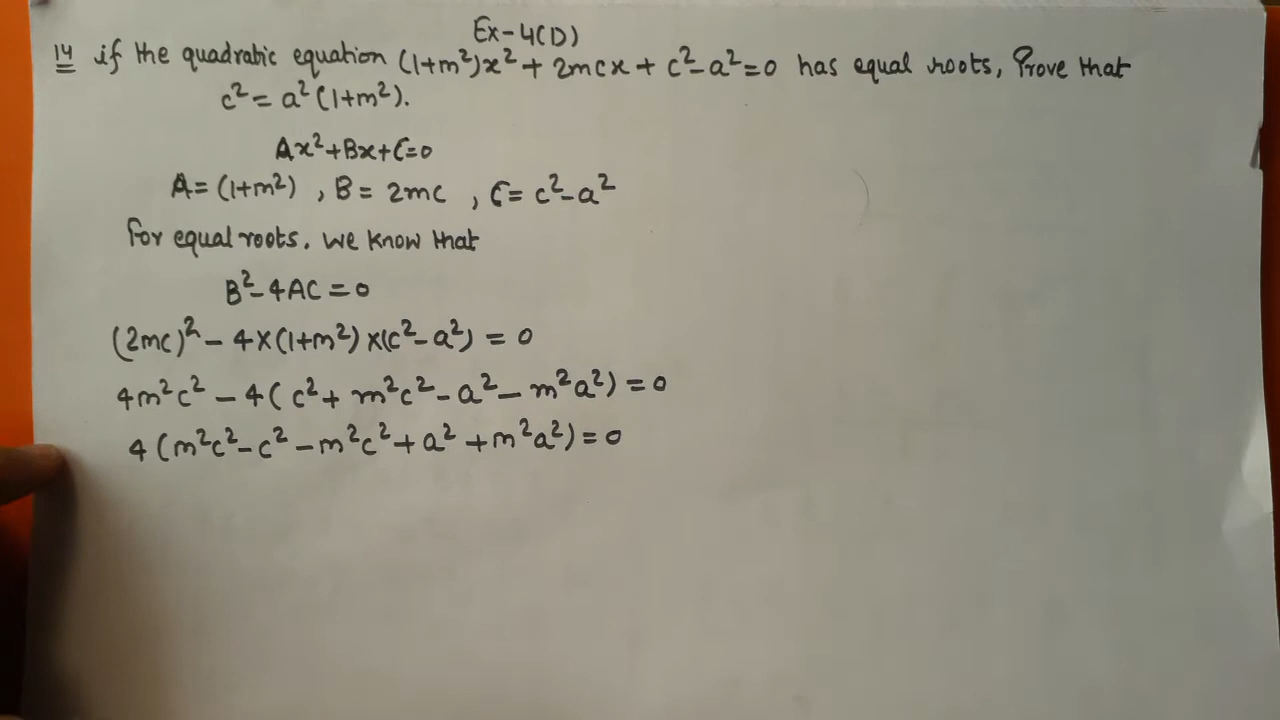 Ex-4(D)
14 if the quadratic equation (1+m²)x² + 2mcx + c²-a²=0 has equal roots, Prove that
c² = a²(1+m²).
Ax²+Bx+C=0
A= (1+m²) , B= 2mc , C= c²-a²
For equal roots. we know that
B²-4AC = 0
(2mc)² - 4×(1+m²)×(c²-a²) = 0
4m²c² - 4( c²+ m²c²-a²- m²a²) = 0
4 (m²c²-c² -m²c²+a² +m²a²)=0